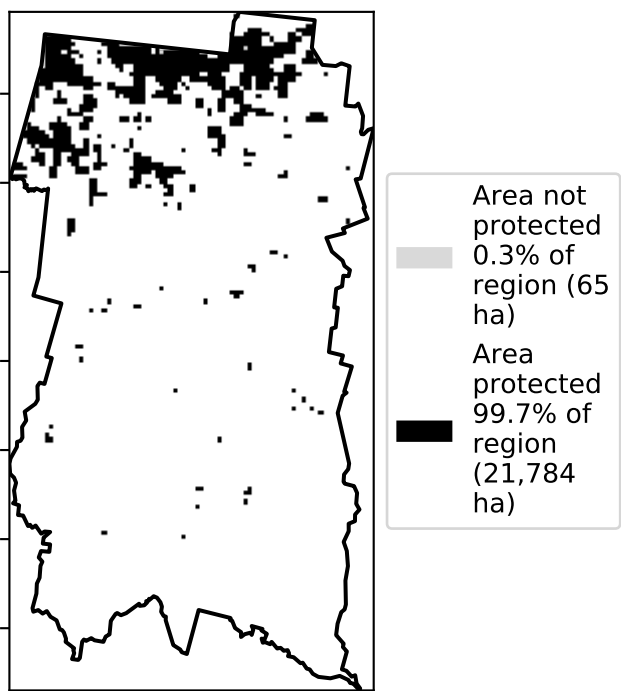 Area not
protected
0.3% of
region (65
ha)
Area
protected
99.7% of
region
(21,784
ha)